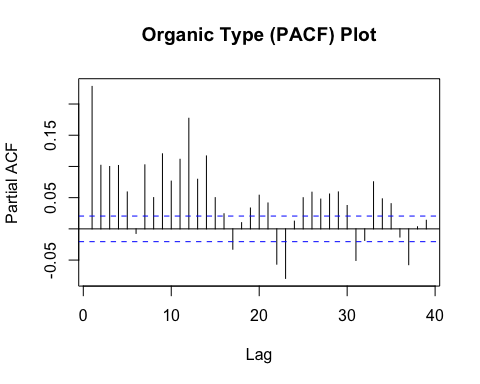 Organic Type (PACF) Plot
Partial ACF
-0.05 0.05 0.15
0 10 20 30 40
Lag